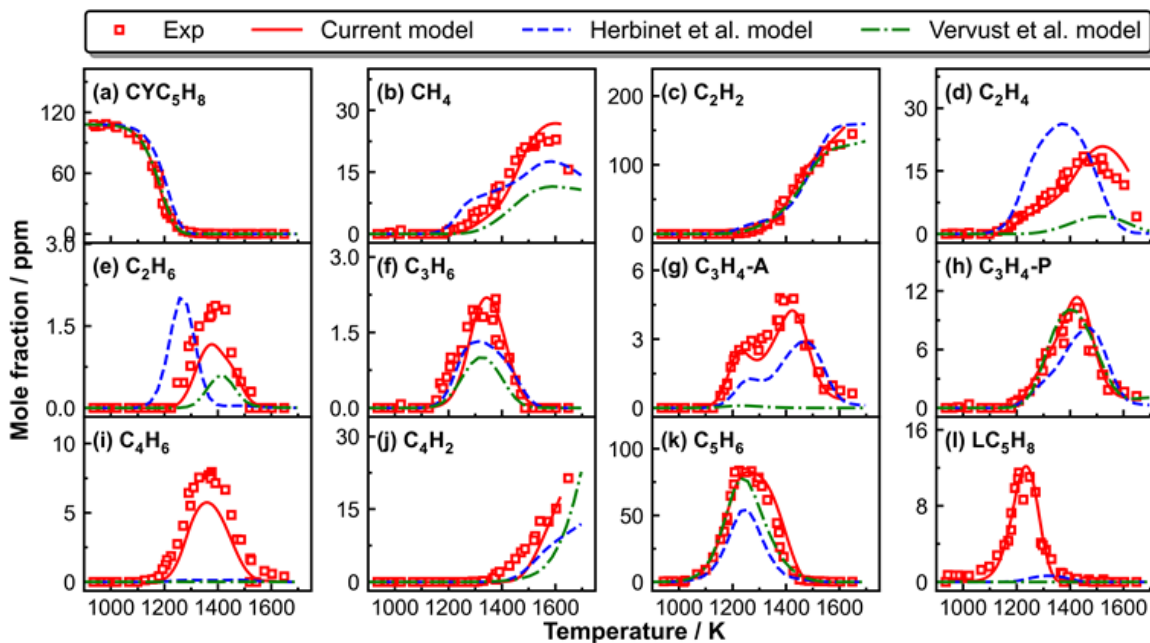 Exp Current model Herbinet et al. model Vervust et al. model
(a) CYC₅H₈ (b) CH₄ (c) C₂H₂ (d) C₂H₄
120 30 200 30
60 15 100 15
0 0 0 0
(e) C₂H₆ (f) C₃H₆ (g) C₃H₄-A (h) C₃H₄-P
3.0 3.0 6 12
1.5 1.5 3 6
0.0 0.0 0 0
(i) C₄H₆ (j) C₄H₂ (k) C₅H₆ (l) LC₅H₈
10 30 100 16
5 15 50 8
0 0 0 0
1000 1200 1400 1600 1000 1200 1400 1600 1000 1200 1400 1600 1000 1200 1400 1600
Mole fraction / ppm
Temperature / K